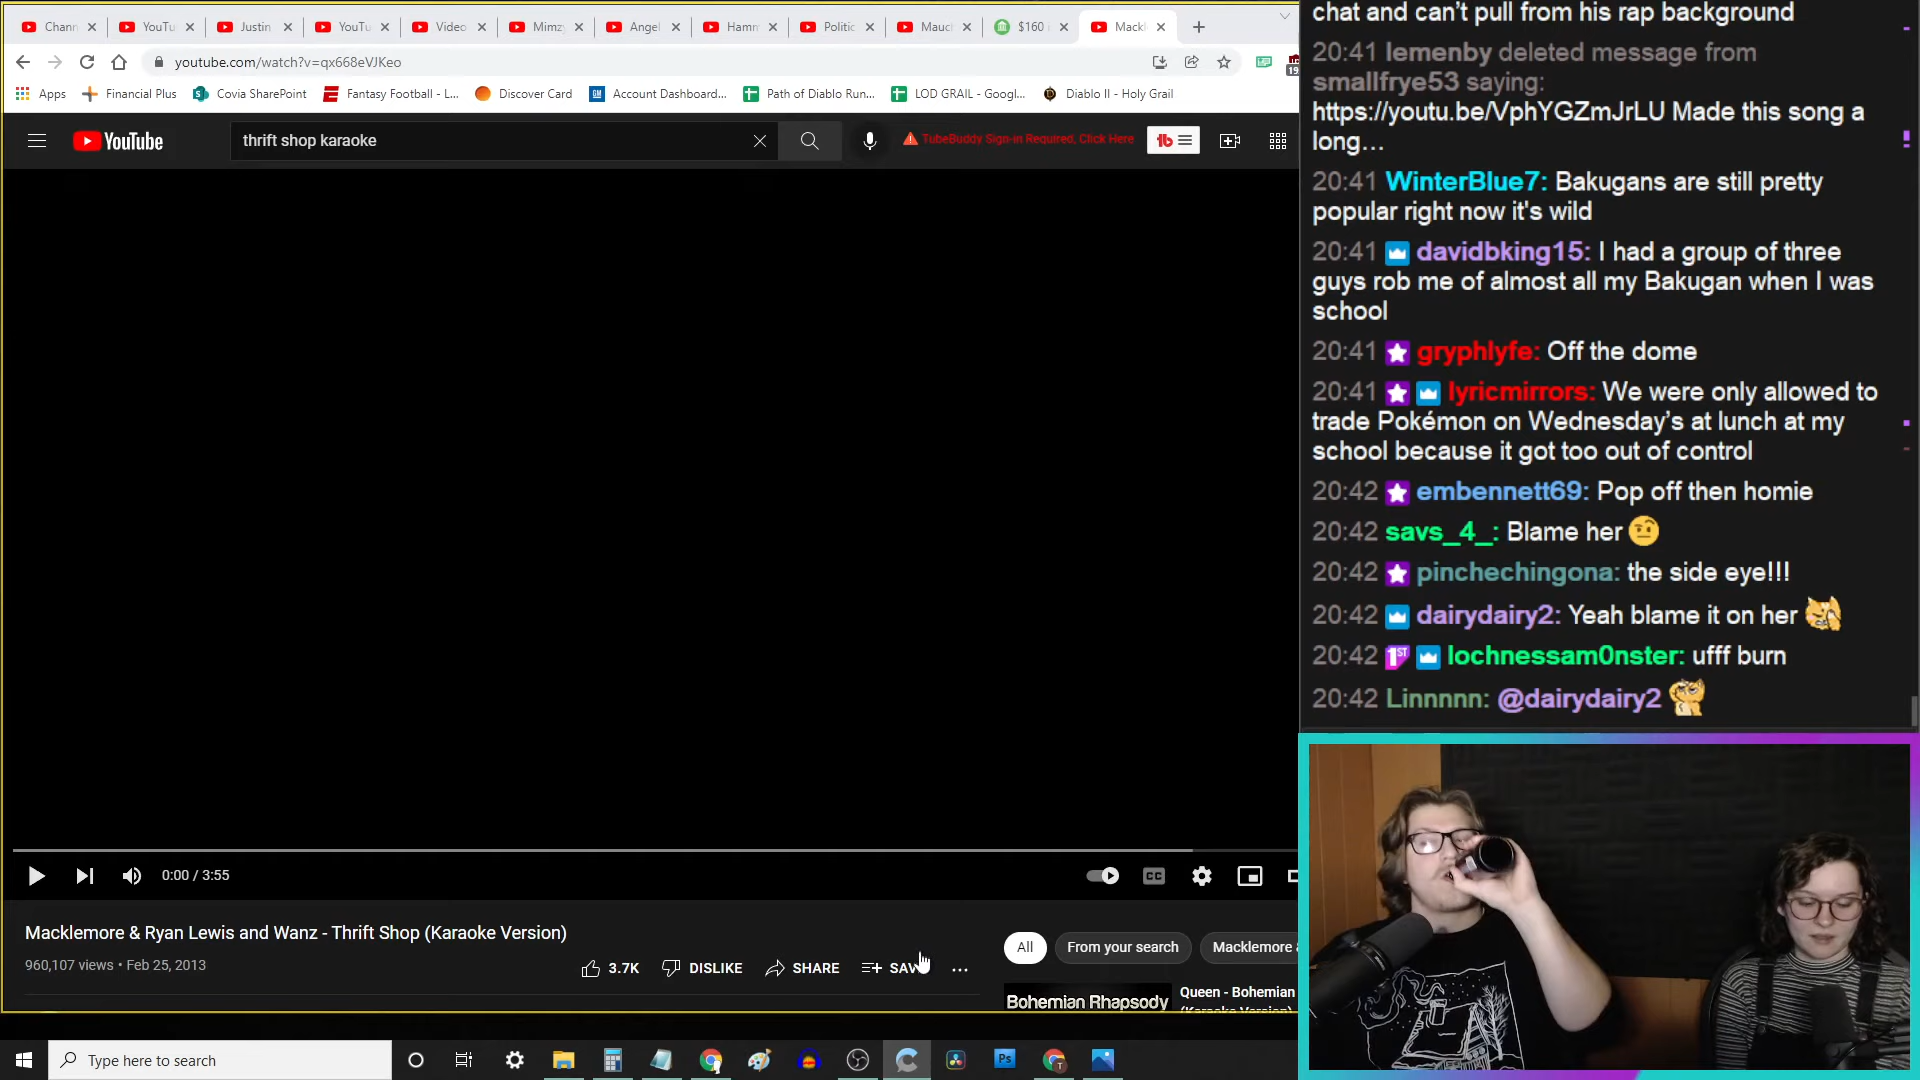 Chann
YouTu
Justin
YouTu
Video
Mimz
Angel
Hamm
Politic
Mauc
$160
Mackl
youtube.com/watch?v=qx668eVJKeo
19
Apps
Financial Plus
Covia SharePoint
Fantasy Football - L...
Discover Card
Account Dashboard...
Path of Diablo Run...
LOD GRAIL - Googl...
Diablo II - Holy Grail
YouTube
thrift shop karaoke
TubeBuddy Sign-in Required, Click Here
tb
0:00 / 3:55
CC
Macklemore & Ryan Lewis and Wanz - Thrift Shop (Karaoke Version)
960,107 views • Feb 25, 2013
3.7K
DISLIKE
SHARE
SAV
All
From your search
Macklemore
Bohemian Rhapsody
Queen - Bohemian
Type here to search
Ps
T
chat and can't pull from his rap background
20:41 lemenby deleted message from
smallfrye53 saying:
https://youtu.be/VphYGZmJrLU Made this song a
long...
20:41 WinterBlue7: Bakugans are still pretty
popular right now it's wild
20:41 davidbking15: I had a group of three
guys rob me of almost all my Bakugan when I was
school
20:41 gryphlyfe: Off the dome
20:41 lyricmirrors: We were only allowed to
trade Pokémon on Wednesday's at lunch at my
school because it got too out of control
20:42 embennett69: Pop off then homie
20:42 savs_4_: Blame her
20:42 pinchechingona: the side eye!!!
20:42 dairydairy2: Yeah blame it on her
20:42 1ST lochnessam0nster: ufff burn
20:42 Linnnnn: @dairydairy2